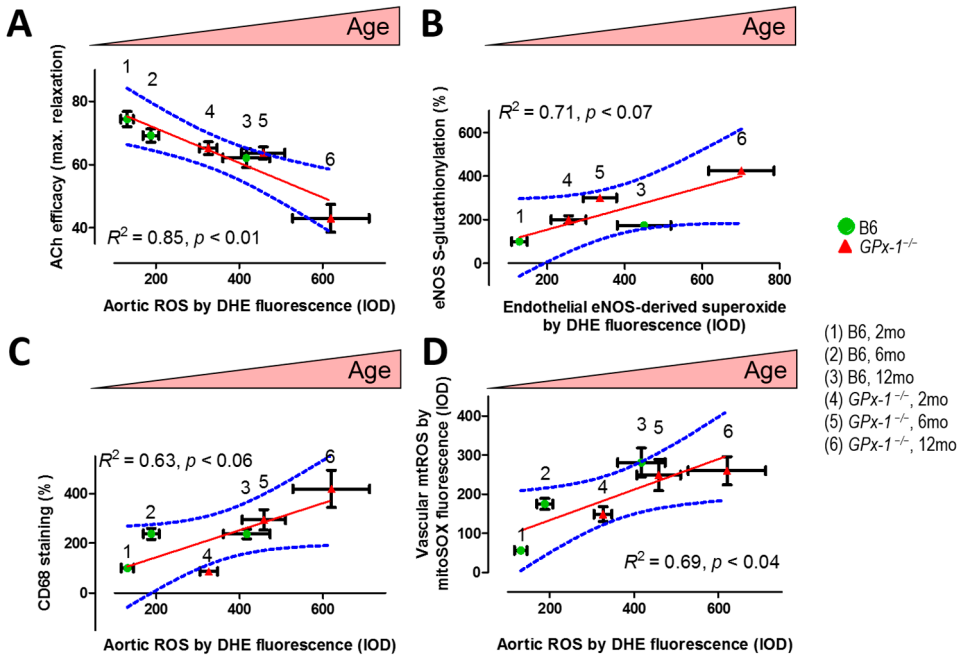 A
Age
ACh efficacy (max. relaxation)
80
60
40
1
2
4
3
5
6
R² = 0.85, p < 0.01
200
400
600
Aortic ROS by DHE fluorescence (IOD)
B
Age
eNOS S-glutathionylation (%)
600
400
200
0
R² = 0.71, p < 0.07
1
4
5
3
6
200
400
600
800
Endothelial eNOS-derived superoxide
by DHE fluorescence (IOD)
B6
GPx-1⁻/⁻
(1) B6, 2mo
(2) B6, 6mo
(3) B6, 12mo
(4) GPx-1⁻/⁻, 2mo
(5) GPx-1⁻/⁻, 6mo
(6) GPx-1⁻/⁻, 12mo
C
Age
CD68 staining (%)
400
200
0
R² = 0.63, p < 0.06
1
2
4
3
5
6
200
400
600
Aortic ROS by DHE fluorescence (IOD)
D
Age
Vascular mtROS by
mitoSOX fluorescence (IOD)
400
300
200
100
0
1
2
4
3
5
6
R² = 0.69, p < 0.04
200
400
600
Aortic ROS by DHE fluorescence (IOD)